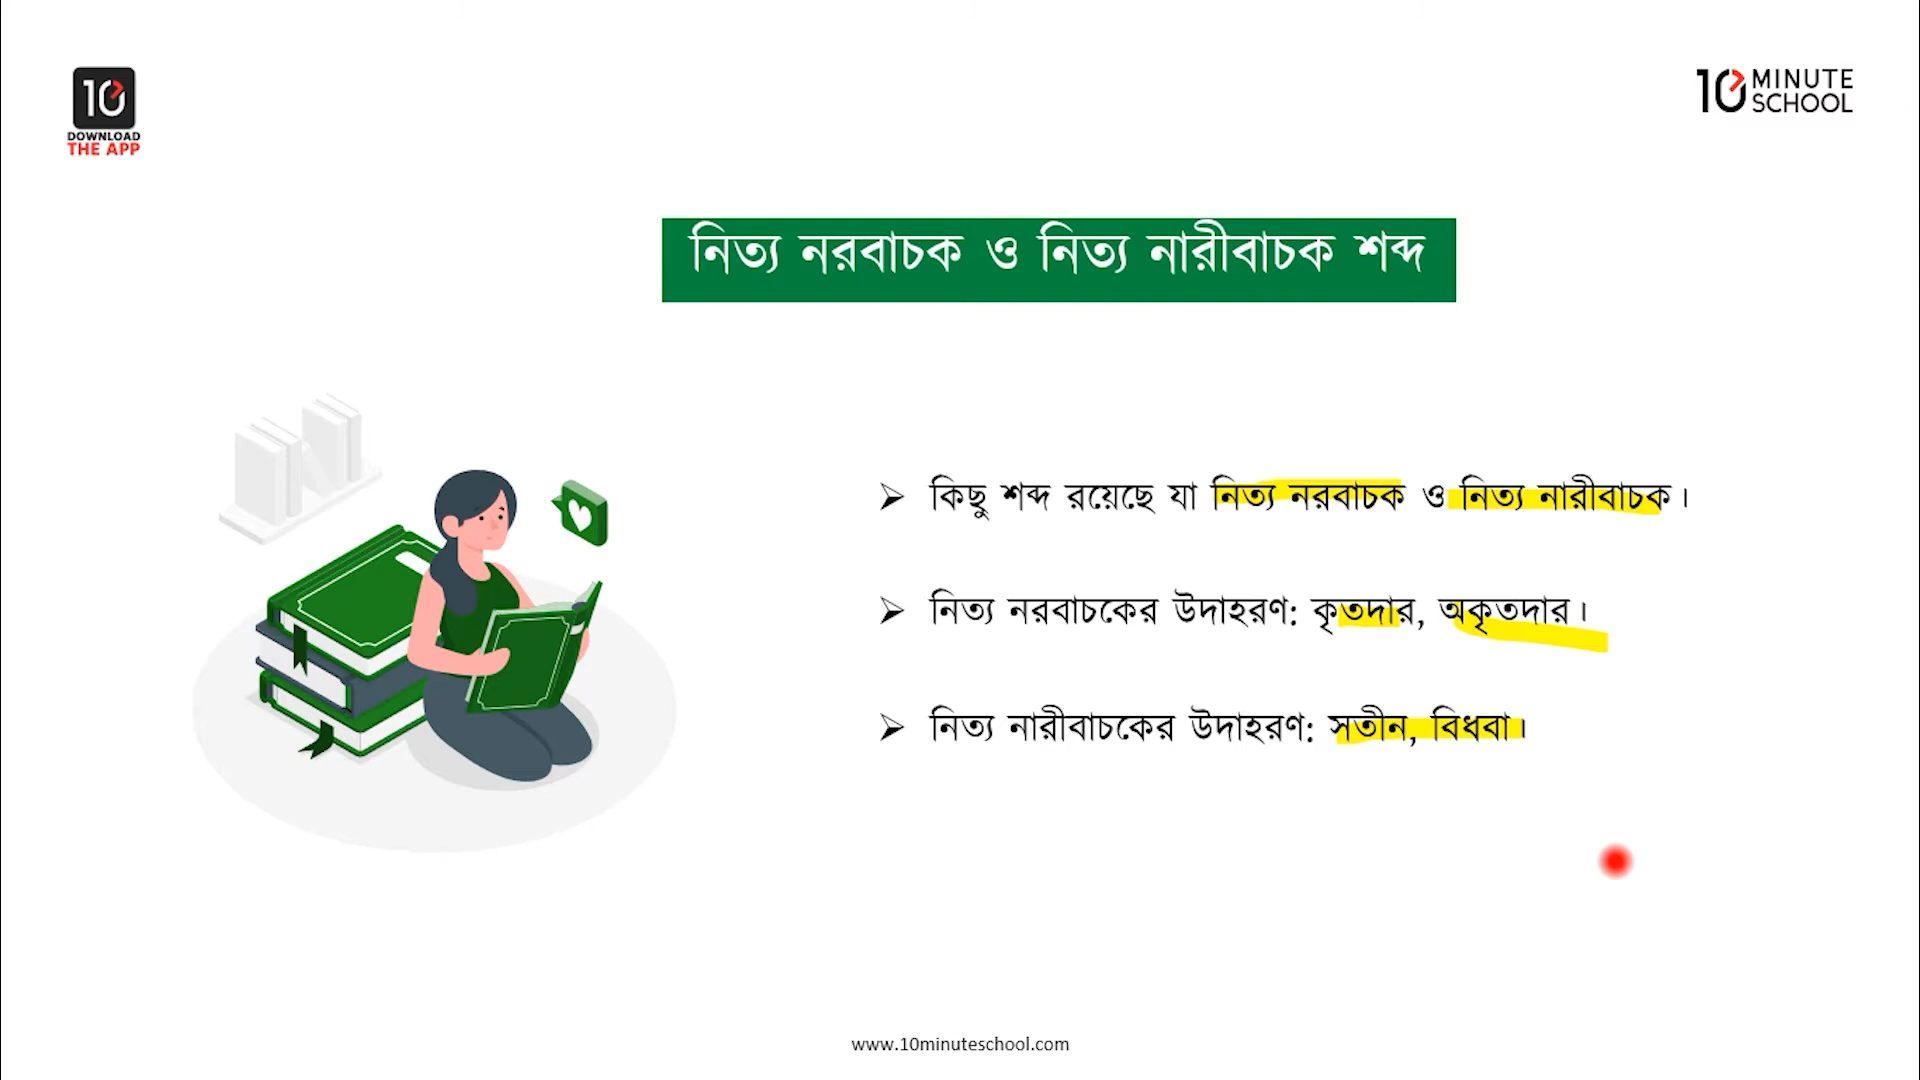 10
DOWNLOAD
THE APP
10 MINUTE
SCHOOL
নিত্য নরবাচক ও নিত্য নারীবাচক শব্দ
➢ কিছু শব্দ রয়েছে যা নিত্য নরবাচক ও নিত্য নারীবাচক।
➢ নিত্য নরবাচকের উদাহরণ: কৃতদার, অকৃতদার।
➢ নিত্য নারীবাচকের উদাহরণ: সতীন, বিধবা।
www.10minuteschool.com